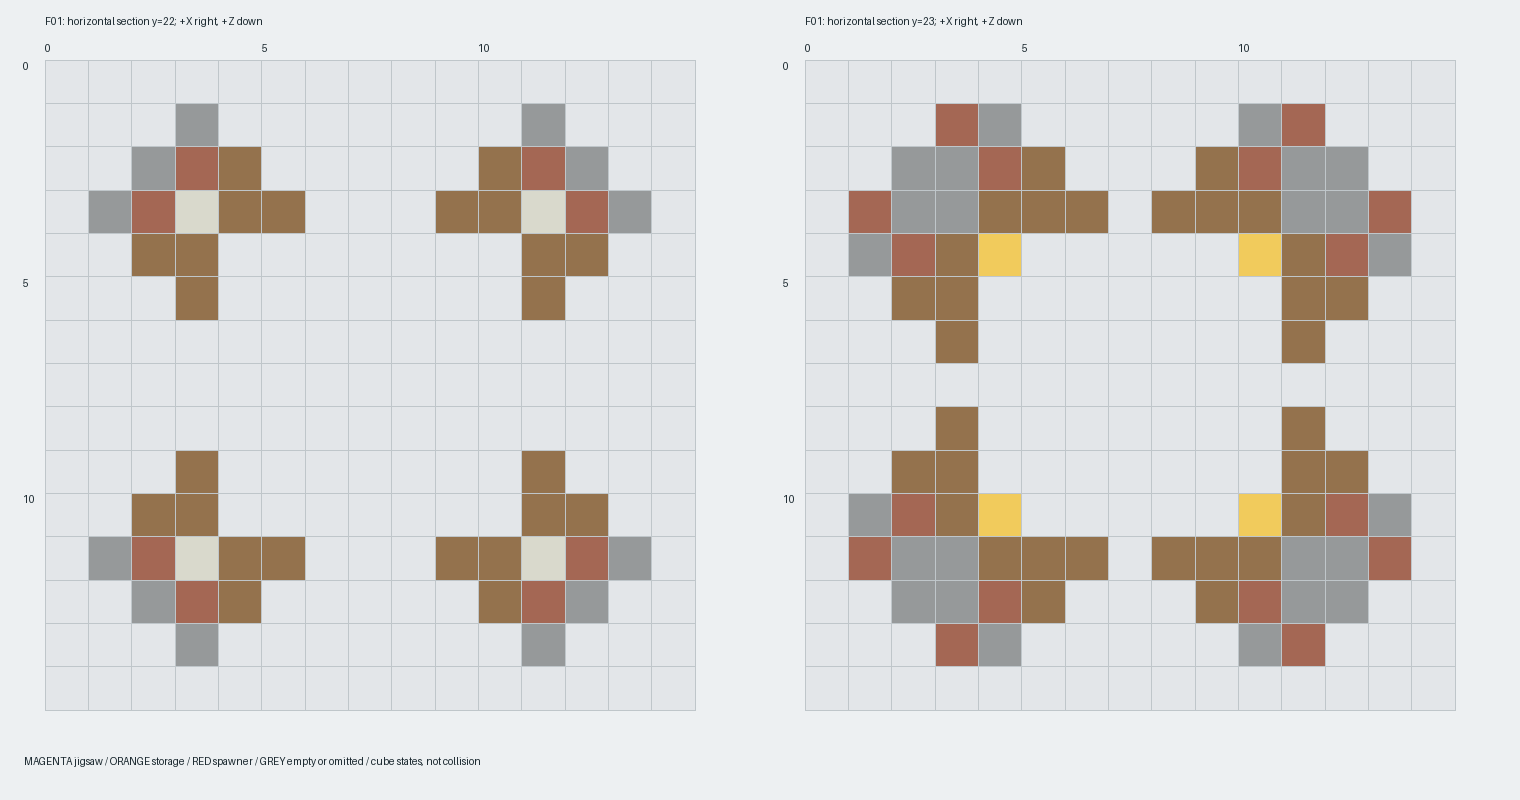 F01: horizontal section y=22; +X right, +Z down
F01: horizontal section y=23; +X right, +Z down
0 5 10
0 5 10
0
0
5
5
10
10
MAGENTA jigsaw / ORANGE storage / RED spawner / GREY empty or omitted / cube states, not collision